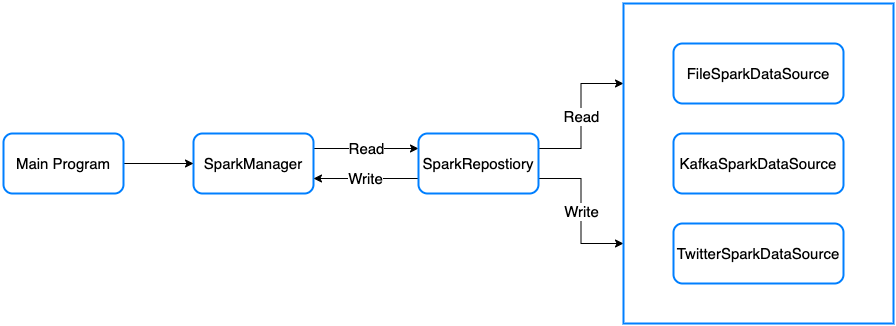 Main Program
SparkManager
Read
Write
SparkRepostiory
Read
Write
FileSparkDataSource
KafkaSparkDataSource
TwitterSparkDataSource